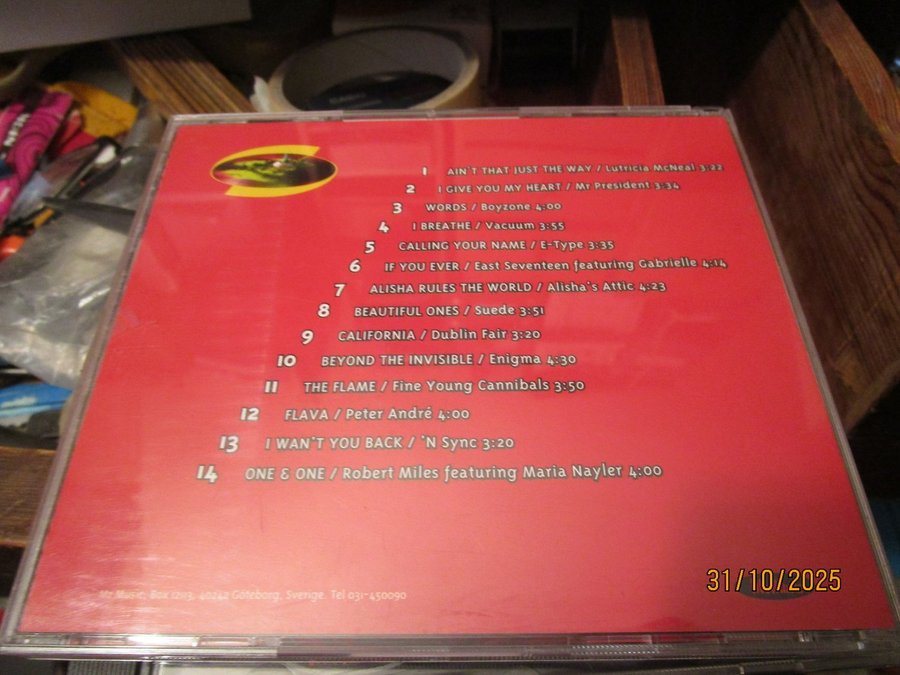 1 AIN'T THAT JUST THE WAY / Lutricia McNeal 3:22
2 I GIVE YOU MY HEART / Mr President 3:34
3 WORDS / Boyzone 4:00
4 I BREATHE / Vacuum 3:55
5 CALLING YOUR NAME / E-Type 3:35
6 IF YOU EVER / East Seventeen featuring Gabrielle 4:14
7 ALISHA RULES THE WORLD / Alisha's Attic 4:23
8 BEAUTIFUL ONES / Suede 3:51
9 CALIFORNIA / Dublin Fair 3:20
10 BEYOND THE INVISIBLE / Enigma 4:30
11 THE FLAME / Fine Young Cannibals 3:50
12 FLAVA / Peter André 4:00
13 I WAN'T YOU BACK / 'N Sync 3:20
14 ONE & ONE / Robert Miles featuring Maria Nayler 4:00
Mr Music, Box 12113, 40242 Göteborg, Sverige. Tel 031-450090
31/10/2025